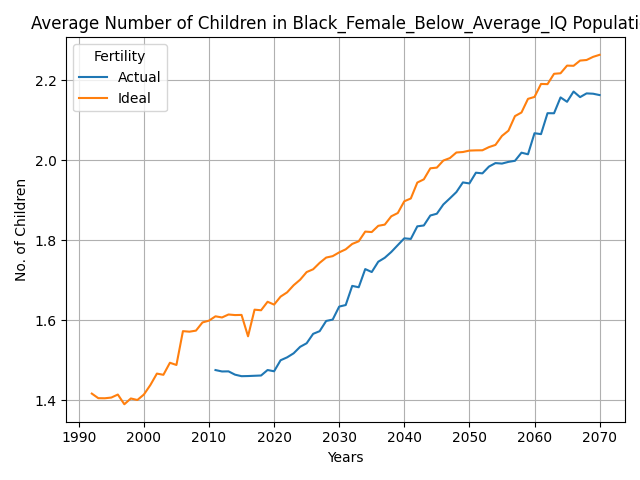 Average Number of Children in Black_Female_Below_Average_IQ Populati
Fertility
Actual
Ideal
No. of Children
2.2
2.0
1.8
1.6
1.4
1990 2000 2010 2020 2030 2040 2050 2060 2070
Years